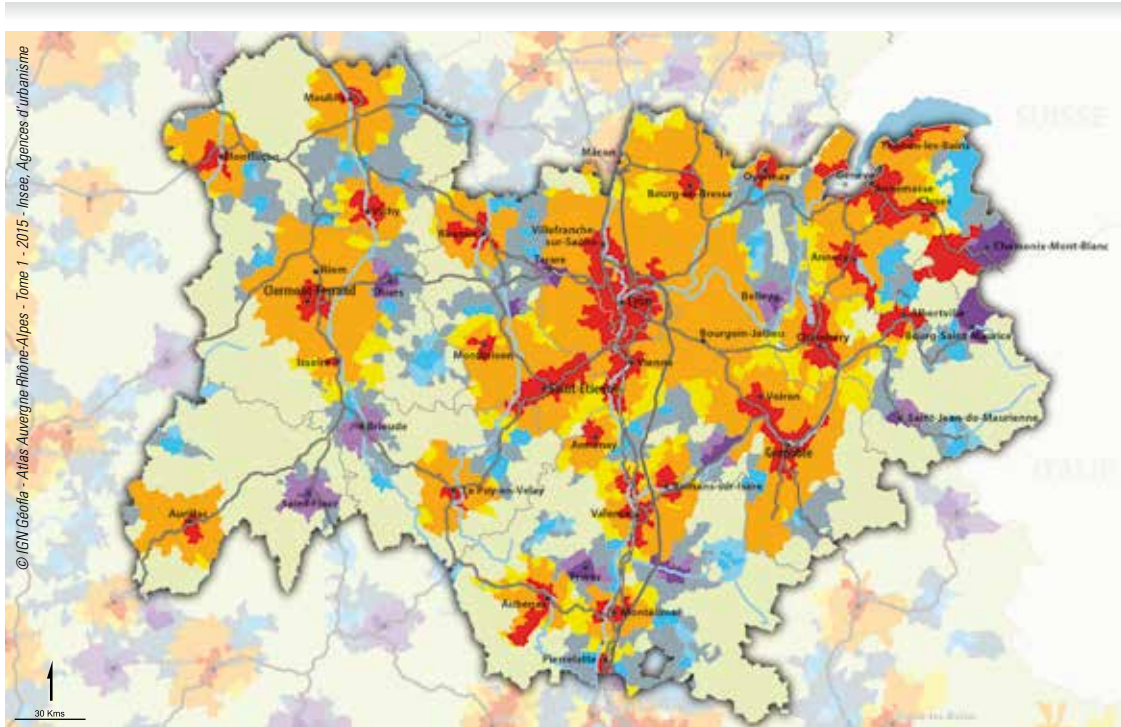 © IGN Géofla - Atlas Auvergne Rhône-Alpes - Tome 1 - 2015 - Insee, Agences d'urbanisme
SUISSE
Moulins
Montluçon
Mâcon
Thonon-les-Bains
Genève
Annemasse
Cluses
Oyonnax
Bourg-en-Bresse
Vichy
Roanne
Villefranche-
sur-Saône
Chamonix-Mont-Blanc
Tarare
Annecy
Riom
Thiers
Clermont-Ferrand
Lyon
Belley
Albertville
Bourg-Saint-Maurice
Bourgoin-Jallieu
Chambéry
Montbrison
Issoire
Vienne
Saint-Etienne
Voiron
Saint-Jean-de-Maurienne
Brioude
Annonay
Grenoble
ITALIE
Le Puy-en-Velay
Romans-sur-Isère
Saint-Flour
Aurillac
Valence
Privas
Aubenas
Montélimar
Pierrelatte
30 Kms